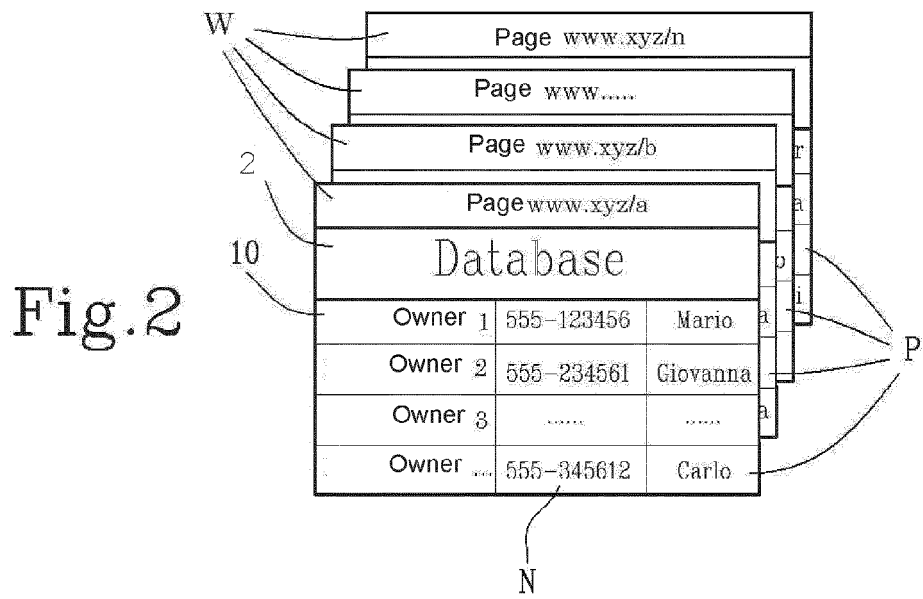 W
Page www.xyz/n
Page www.....
Page www.xyz/b
2
Page www.xyz/a
10
Database
Fig.2
Owner 1 555-123456 Mario
Owner 2 555-234561 Giovanna
Owner 3 ...... ......
Owner .... 555-345612 Carlo
r
a
p
i
a
a
P
N